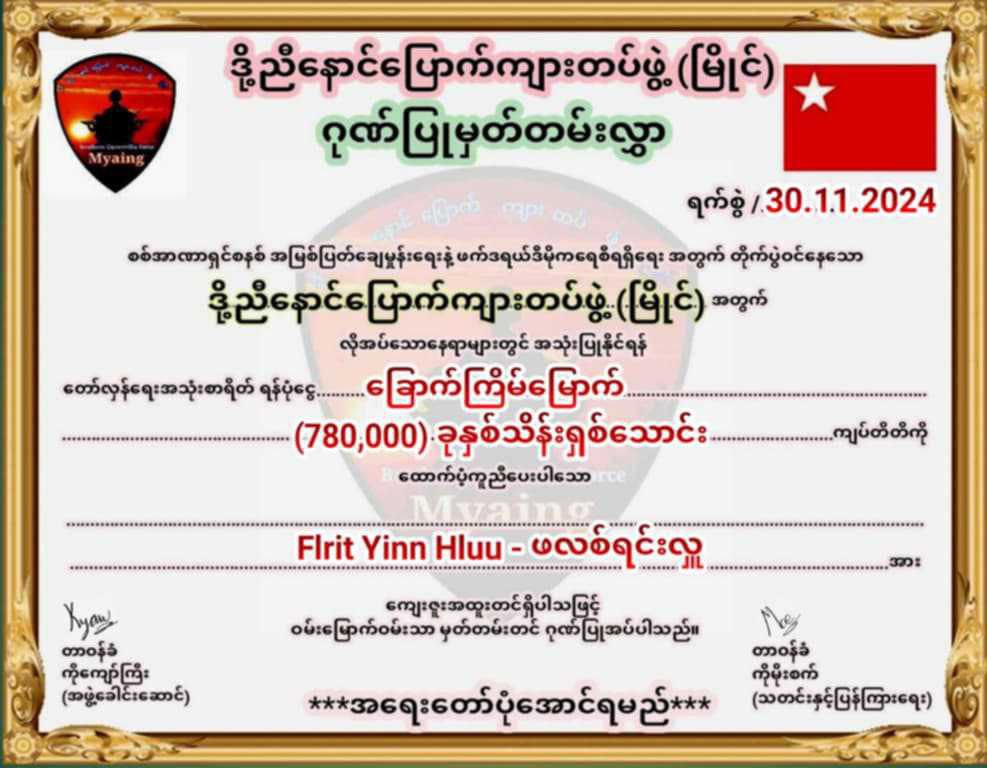 ဒို့ညီနောင်ပြောက်ကျားတပ်ဖွဲ့(မြိုင်)
ဂုဏ်ပြုမှတ်တမ်းလွှာ
Myaing
ရက်စွဲ /.30.11.2024
စစ်အာဏာရှင်စနစ် အမြစ်ပြတ်ချေမှုန်းရေးနဲ့ ဖက်ဒရယ်ဒီမိုကရေစီရရှိရေး အတွက် တိုက်ပွဲဝင်နေသော
ဒို့ညီနောင်ပြောက်ကျားတပ်ဖွဲ့(မြိုင်) အတွက်
လိုအပ်သောနေရာများတွင် အသုံးပြုနိုင်ရန်
တော်လှန်ရေးအသုံးစာရိတ် ရန်ပုံငွေ..........ခြောက်ကြိမ်မြောက်
(780,000) ခုနှစ်သိန်းရှစ်သောင်း ကျပ်တိတိကို
ထောက်ပံ့ကူညီပေးပါသော
Myaing
Flrit Yinn Hluu - ဖလစ်ရင်းလှူ အား
ကျေးဇူးအထူးတင်ရှိပါသဖြင့်
ဝမ်းမြောက်ဝမ်းသာ မှတ်တမ်းတင် ဂုဏ်ပြုအပ်ပါသည်။
တာဝန်ခံ
ကိုကျော်ကြီး
(အဖွဲ့ခေါင်းဆောင်)
တာဝန်ခံ
ကိုမိုးစက်
(သတင်းနှင့်ပြန်ကြားရေး)
***အရေးတော်ပုံအောင်ရမည်***